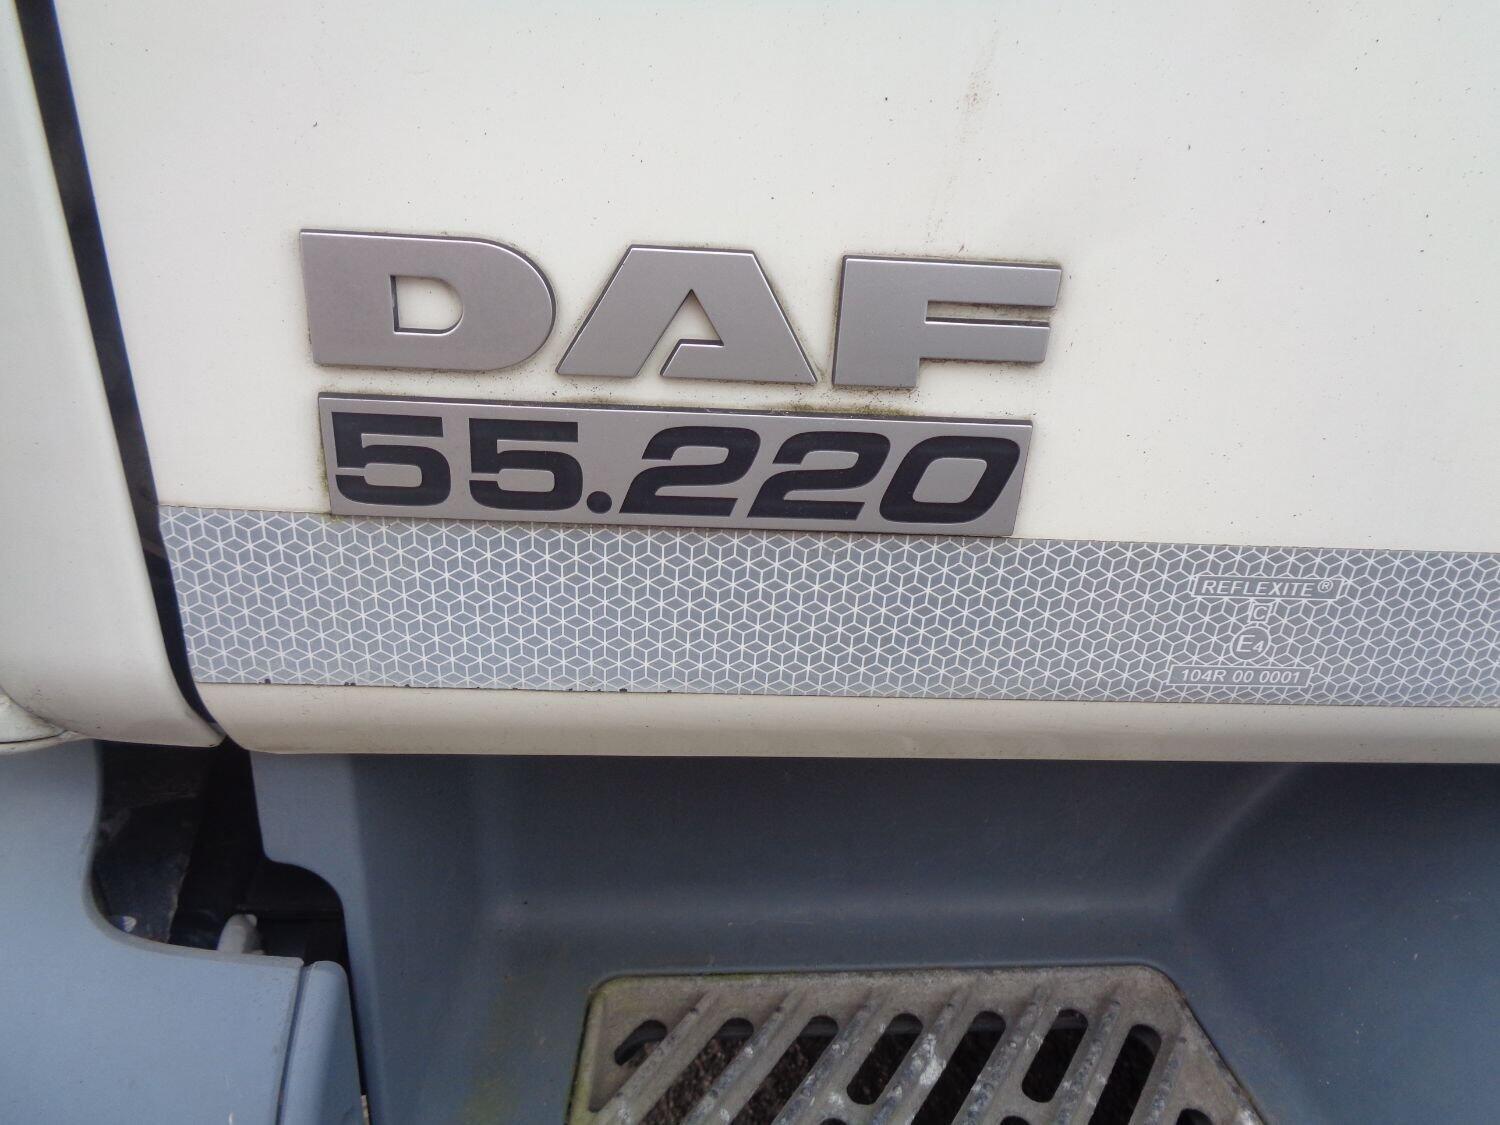 DAF
55.220
REFLEXITE®
C
E4
104R 00 0001